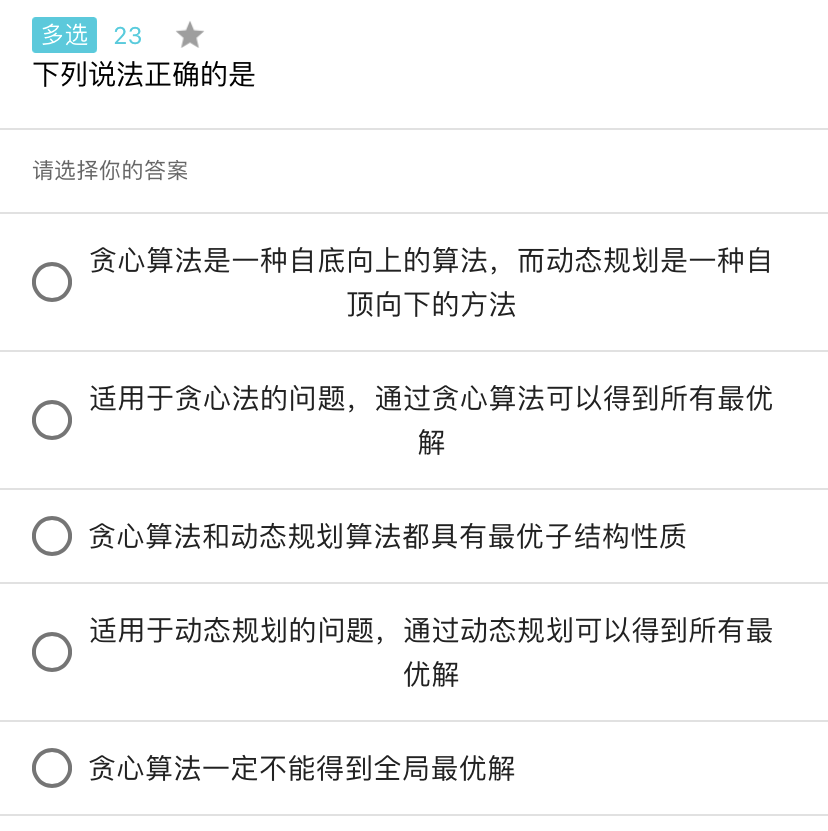 多选 23
下列说法正确的是
请选择你的答案
贪心算法是一种自底向上的算法，而动态规划是一种自
顶向下的方法
适用于贪心法的问题，通过贪心算法可以得到所有最优
解
贪心算法和动态规划算法都具有最优子结构性质
适用于动态规划的问题，通过动态规划可以得到所有最
优解
贪心算法一定不能得到全局最优解